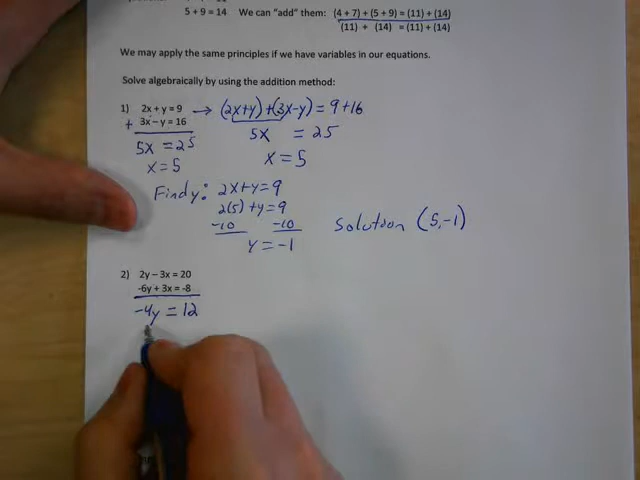 5 + 9 = 14 We can “add” them: (4 + 7) + (5 + 9) = (11) + (14)
(11) + (14) = (11) + (14)
We may apply the same principles if we have variables in our equations.
Solve algebraically by using the addition method:
1) 2x + y = 9 → (2x+y) + (3x-y) = 9 + 16
+ 3x – y = 16
5x = 25 5x = 25
x = 5 x = 5
Find y: 2x+y=9
2(5) + y = 9
-10 -10 Solution (5,-1)
y = -1
2) 2y – 3x = 20
-6y + 3x = -8
-4y = 12